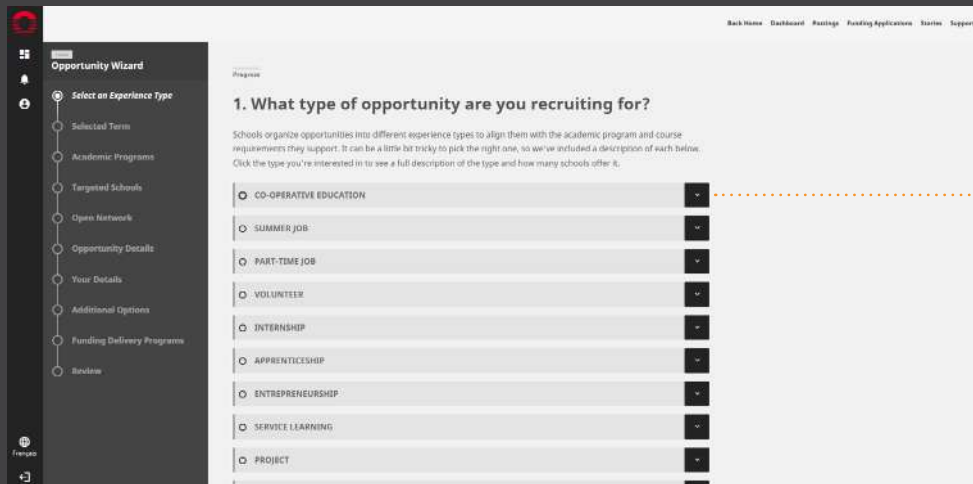 Back Home Dashboard Postings Funding Applications Stories Support
Opportunity Wizard
Select an Experience Type
Selected Term
Academic Programs
Targeted Schools
Open Network
Opportunity Details
Your Details
Additional Options
Funding Delivery Programs
Review
Français
Progress
1. What type of opportunity are you recruiting for?
Schools organize opportunities into different experience types to align them with the academic program and course
requirements they support. It can be a little bit tricky to pick the right one, so we've included a description of each below.
Click the type you're interested in to see a full description of the type and how many schools offer it.
CO-OPERATIVE EDUCATION
SUMMER JOB
PART-TIME JOB
VOLUNTEER
INTERNSHIP
APPRENTICESHIP
ENTREPRENEURSHIP
SERVICE LEARNING
PROJECT